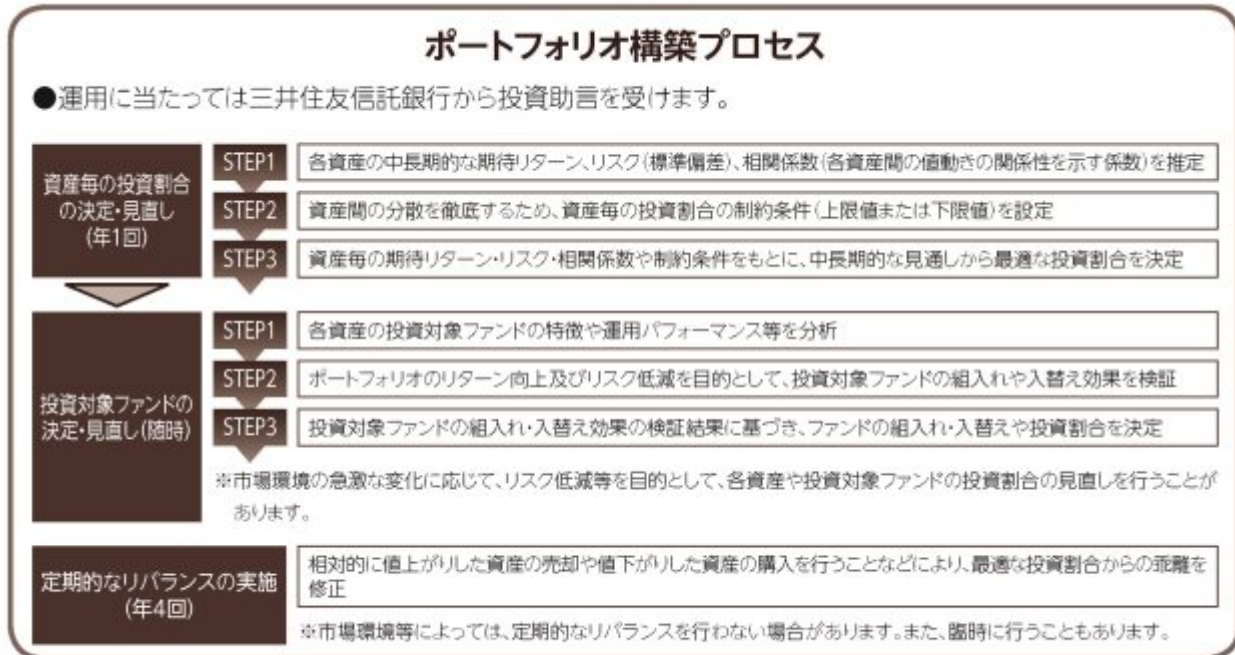 ポートフォリオ構築プロセス
●運用に当たっては三井住友信託銀行から投資助言を受けます。
資産毎の投資割合
の決定・見直し
(年1回)
STEP1
各資産の中長期的な期待リターン、リスク(標準偏差)、相関係数(各資産間の値動きの関係性を示す係数)を推定
STEP2
資産間の分散を徹底するため、資産毎の投資割合の制約条件(上限値または下限値)を設定
STEP3
資産毎の期待リターン・リスク・相関係数や制約条件をもとに、中長期的な見通しから最適な投資割合を決定
投資対象ファンドの
決定・見直し(随時)
STEP1
各資産の投資対象ファンドの特徴や運用パフォーマンス等を分析
STEP2
ポートフォリオのリターン向上及びリスク低減を目的として、投資対象ファンドの組入れや入替え効果を検証
STEP3
投資対象ファンドの組入れ・入替え効果の検証結果に基づき、ファンドの組入れ・入替えや投資割合を決定
※市場環境の急激な変化に応じて、リスク低減等を目的として、各資産や投資対象ファンドの投資割合の見直しを行うことが
あります。
定期的なリバランスの実施
(年4回)
相対的に値上がりした資産の売却や値下がりした資産の購入を行うことなどにより、最適な投資割合からの乖離を
修正
※市場環境等によっては、定期的なリバランスを行わない場合があります。また、臨時に行うこともあります。